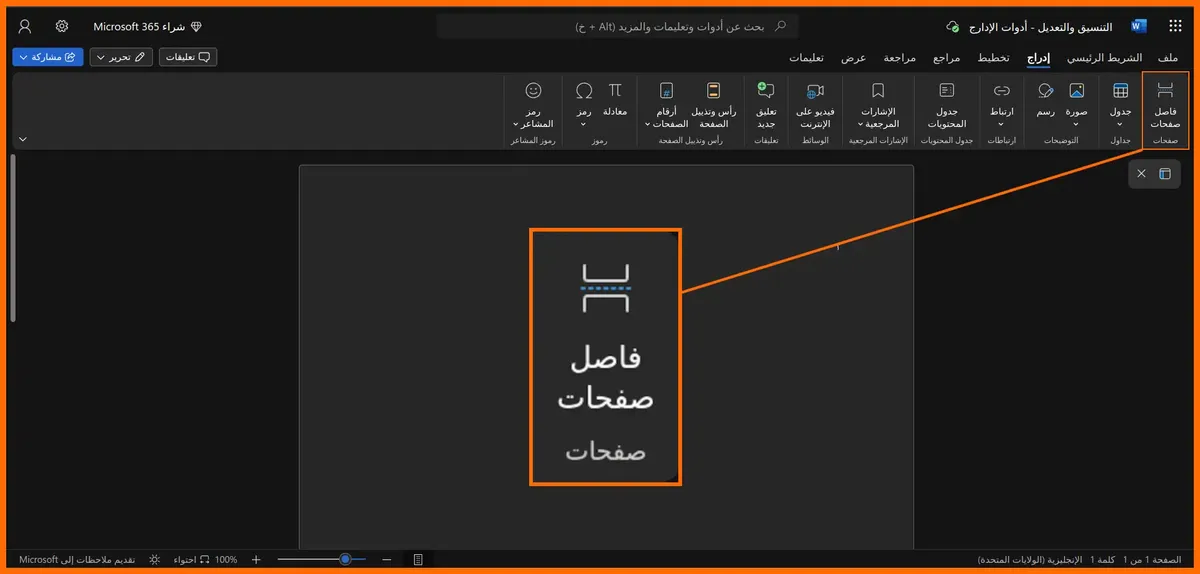 التنسيق والتعديل - أدوات الإدارج
بحث عن أدوات وتعليمات والمزيد (Alt + خ)
شراء Microsoft 365
ملف
الشريط الرئيسي
إدراج
تخطيط
مراجع
مراجعة
عرض
تعليمات
تعليقات
تحرير
مشاركة
فاصل
صفحات
صفحات
جدول
جداول
صورة
رسم
التوضيحات
ارتباط
ارتباطات
جدول
المحتويات
جدول المحتويات
الإشارات
المرجعية
الإشارات المرجعية
فيديو على
الإنترنت
الوسائط
تعليق
جديد
تعليقات
رأس وتذييل
الصفحة
أرقام
الصفحات
رأس وتذييل الصفحة
معادلة
رمز
رموز
رمز
المشاعر
رموز المشاعر
فاصل
صفحات
صفحات
الصفحة 1 من 1
كلمة 1
الإنجليزية (الولايات المتحدة)
100%
احتواء
تقديم ملاحظات إلى Microsoft